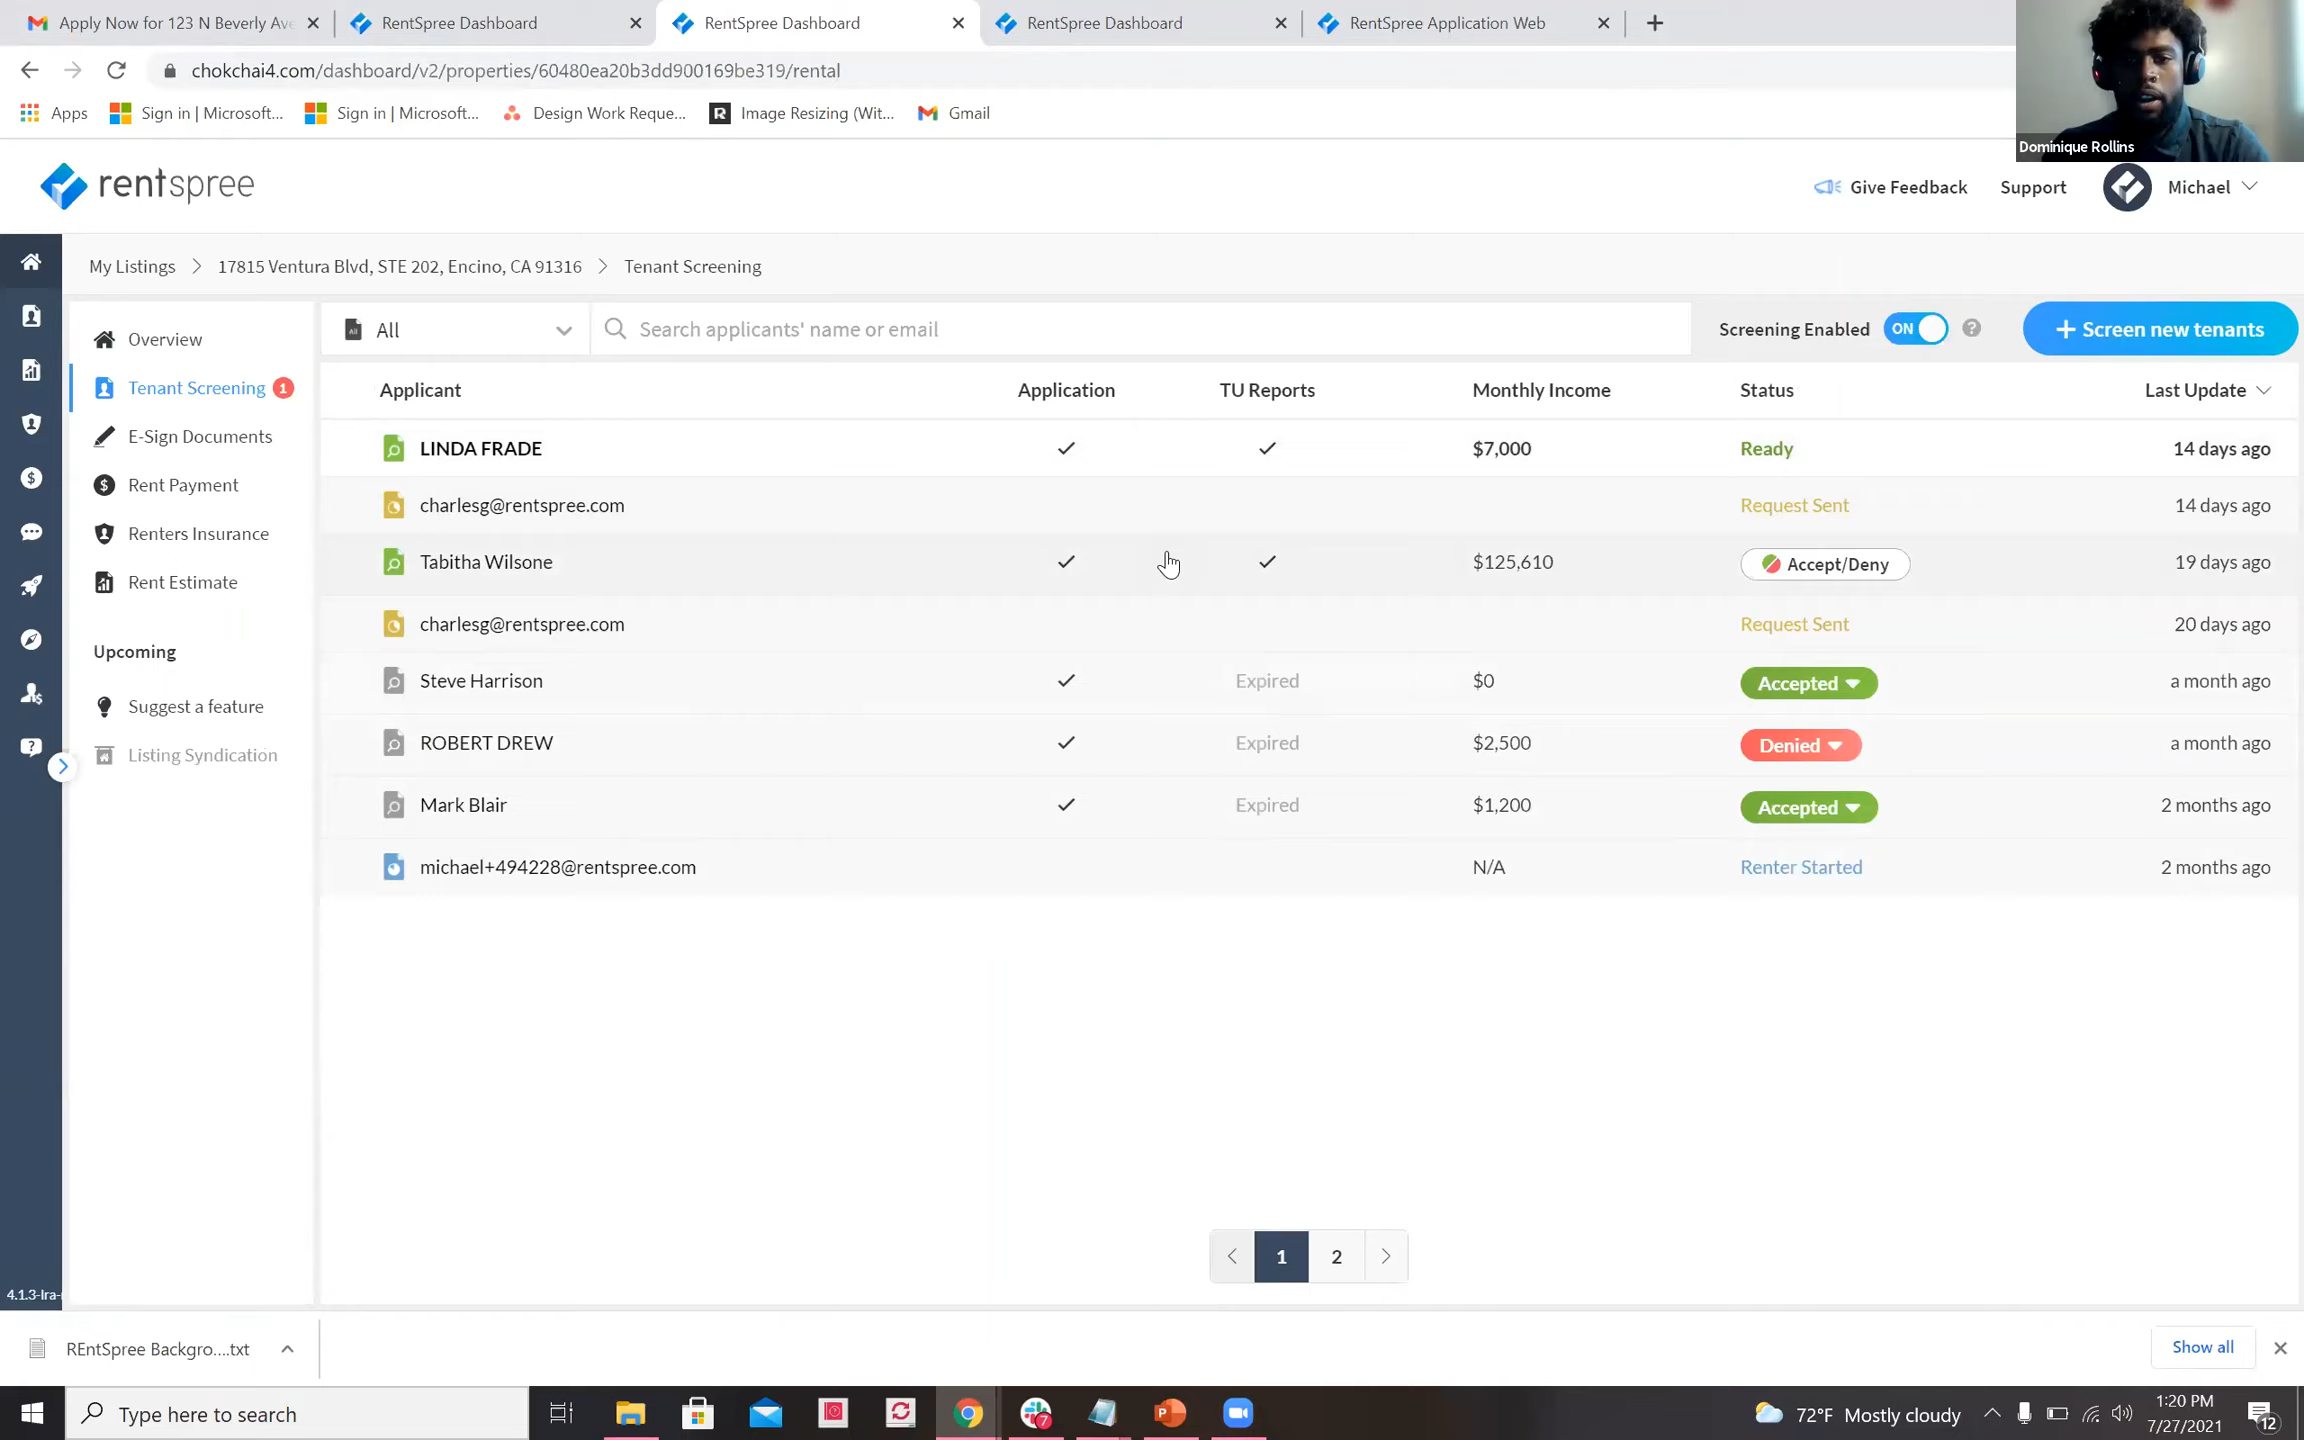 Apply Now for 123 N Beverly Ave
RentSpree Dashboard
RentSpree Dashboard
RentSpree Dashboard
RentSpree Application Web
chokchai4.com/dashboard/v2/properties/60480ea20b3dd900169be319/rental
Apps
Sign in | Microsoft...
Sign in | Microsoft...
Design Work Reque...
R
Image Resizing (Wit...
Gmail
Dominique Rollins
rentspree
Give Feedback
Support
Michael
My Listings
17815 Ventura Blvd, STE 202, Encino, CA 91316
Tenant Screening
Overview
Tenant Screening 1
E-Sign Documents
Rent Payment
Renters Insurance
Rent Estimate
Upcoming
Suggest a feature
Listing Syndication
All
Search applicants' name or email
Screening Enabled ON ?
+ Screen new tenants
Applicant Application TU Reports Monthly Income Status Last Update
LINDA FRADE $7,000 Ready 14 days ago
charlesg@rentspree.com Request Sent 14 days ago
Tabitha Wilsone $125,610 Accept/Deny 19 days ago
charlesg@rentspree.com Request Sent 20 days ago
Steve Harrison Expired $0 Accepted a month ago
ROBERT DREW Expired $2,500 Denied a month ago
Mark Blair Expired $1,200 Accepted 2 months ago
michael+494228@rentspree.com N/A Renter Started 2 months ago
1 2
REntSpree Backgro....txt
Show all
Type here to search
7
72°F Mostly cloudy
1:20 PM
7/27/2021
12